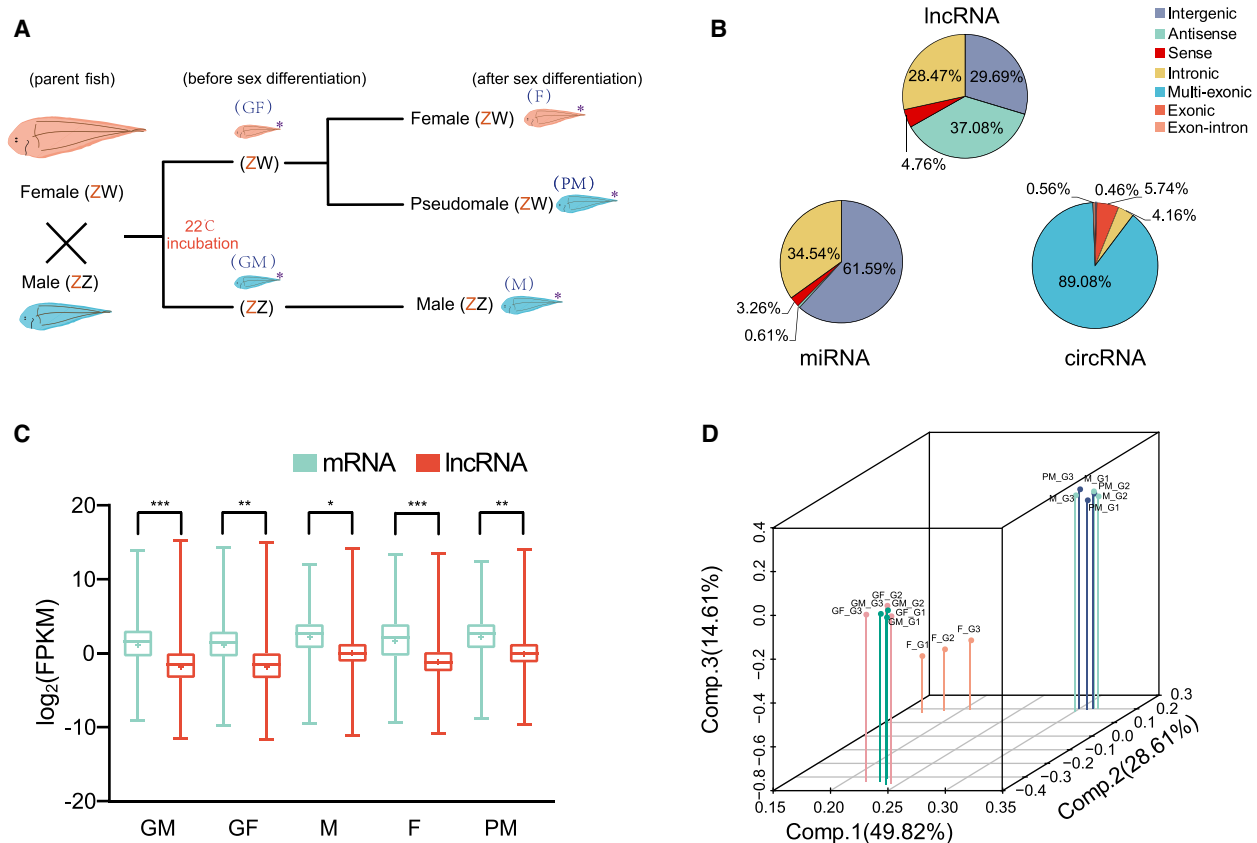 A
(parent fish)
(before sex differentiation)
(after sex differentiation)
(GF)
*
(F)
*
Female (ZW)
(ZW)
Female (ZW)
(PM)
*
Pseudomale (ZW)
22℃
incubation
Male (ZZ)
(GM)
*
(ZZ)
(M)
*
Male (ZZ)
B
lncRNA
28.47%
29.69%
37.08%
4.76%
Intergenic
Antisense
Sense
Intronic
Multi-exonic
Exonic
Exon-intron
34.54%
61.59%
3.26%
0.61%
miRNA
0.56%
0.46%
5.74%
4.16%
89.08%
circRNA
C
mRNA
lncRNA
log2(FPKM)
20
10
0
-10
-20
***
**
*
***
**
GM
GF
M
F
PM
D
Comp.3(14.61%)
0.4
0.2
0.0
−0.2
−0.4
−0.6
−0.8
PM_G3
M_G1
PM_G2
M_G3
M_G2
PM_G1
GF_G2
GM_G3
GM_G2
GF_G3
GF_G1
GM_G1
F_G1
F_G2
F_G3
0.15
0.20
0.25
0.30
0.35
Comp.1(49.82%)
−0.4
−0.3
−0.2
−0.1
0.0
0.1
0.2
0.3
Comp.2(28.61%)